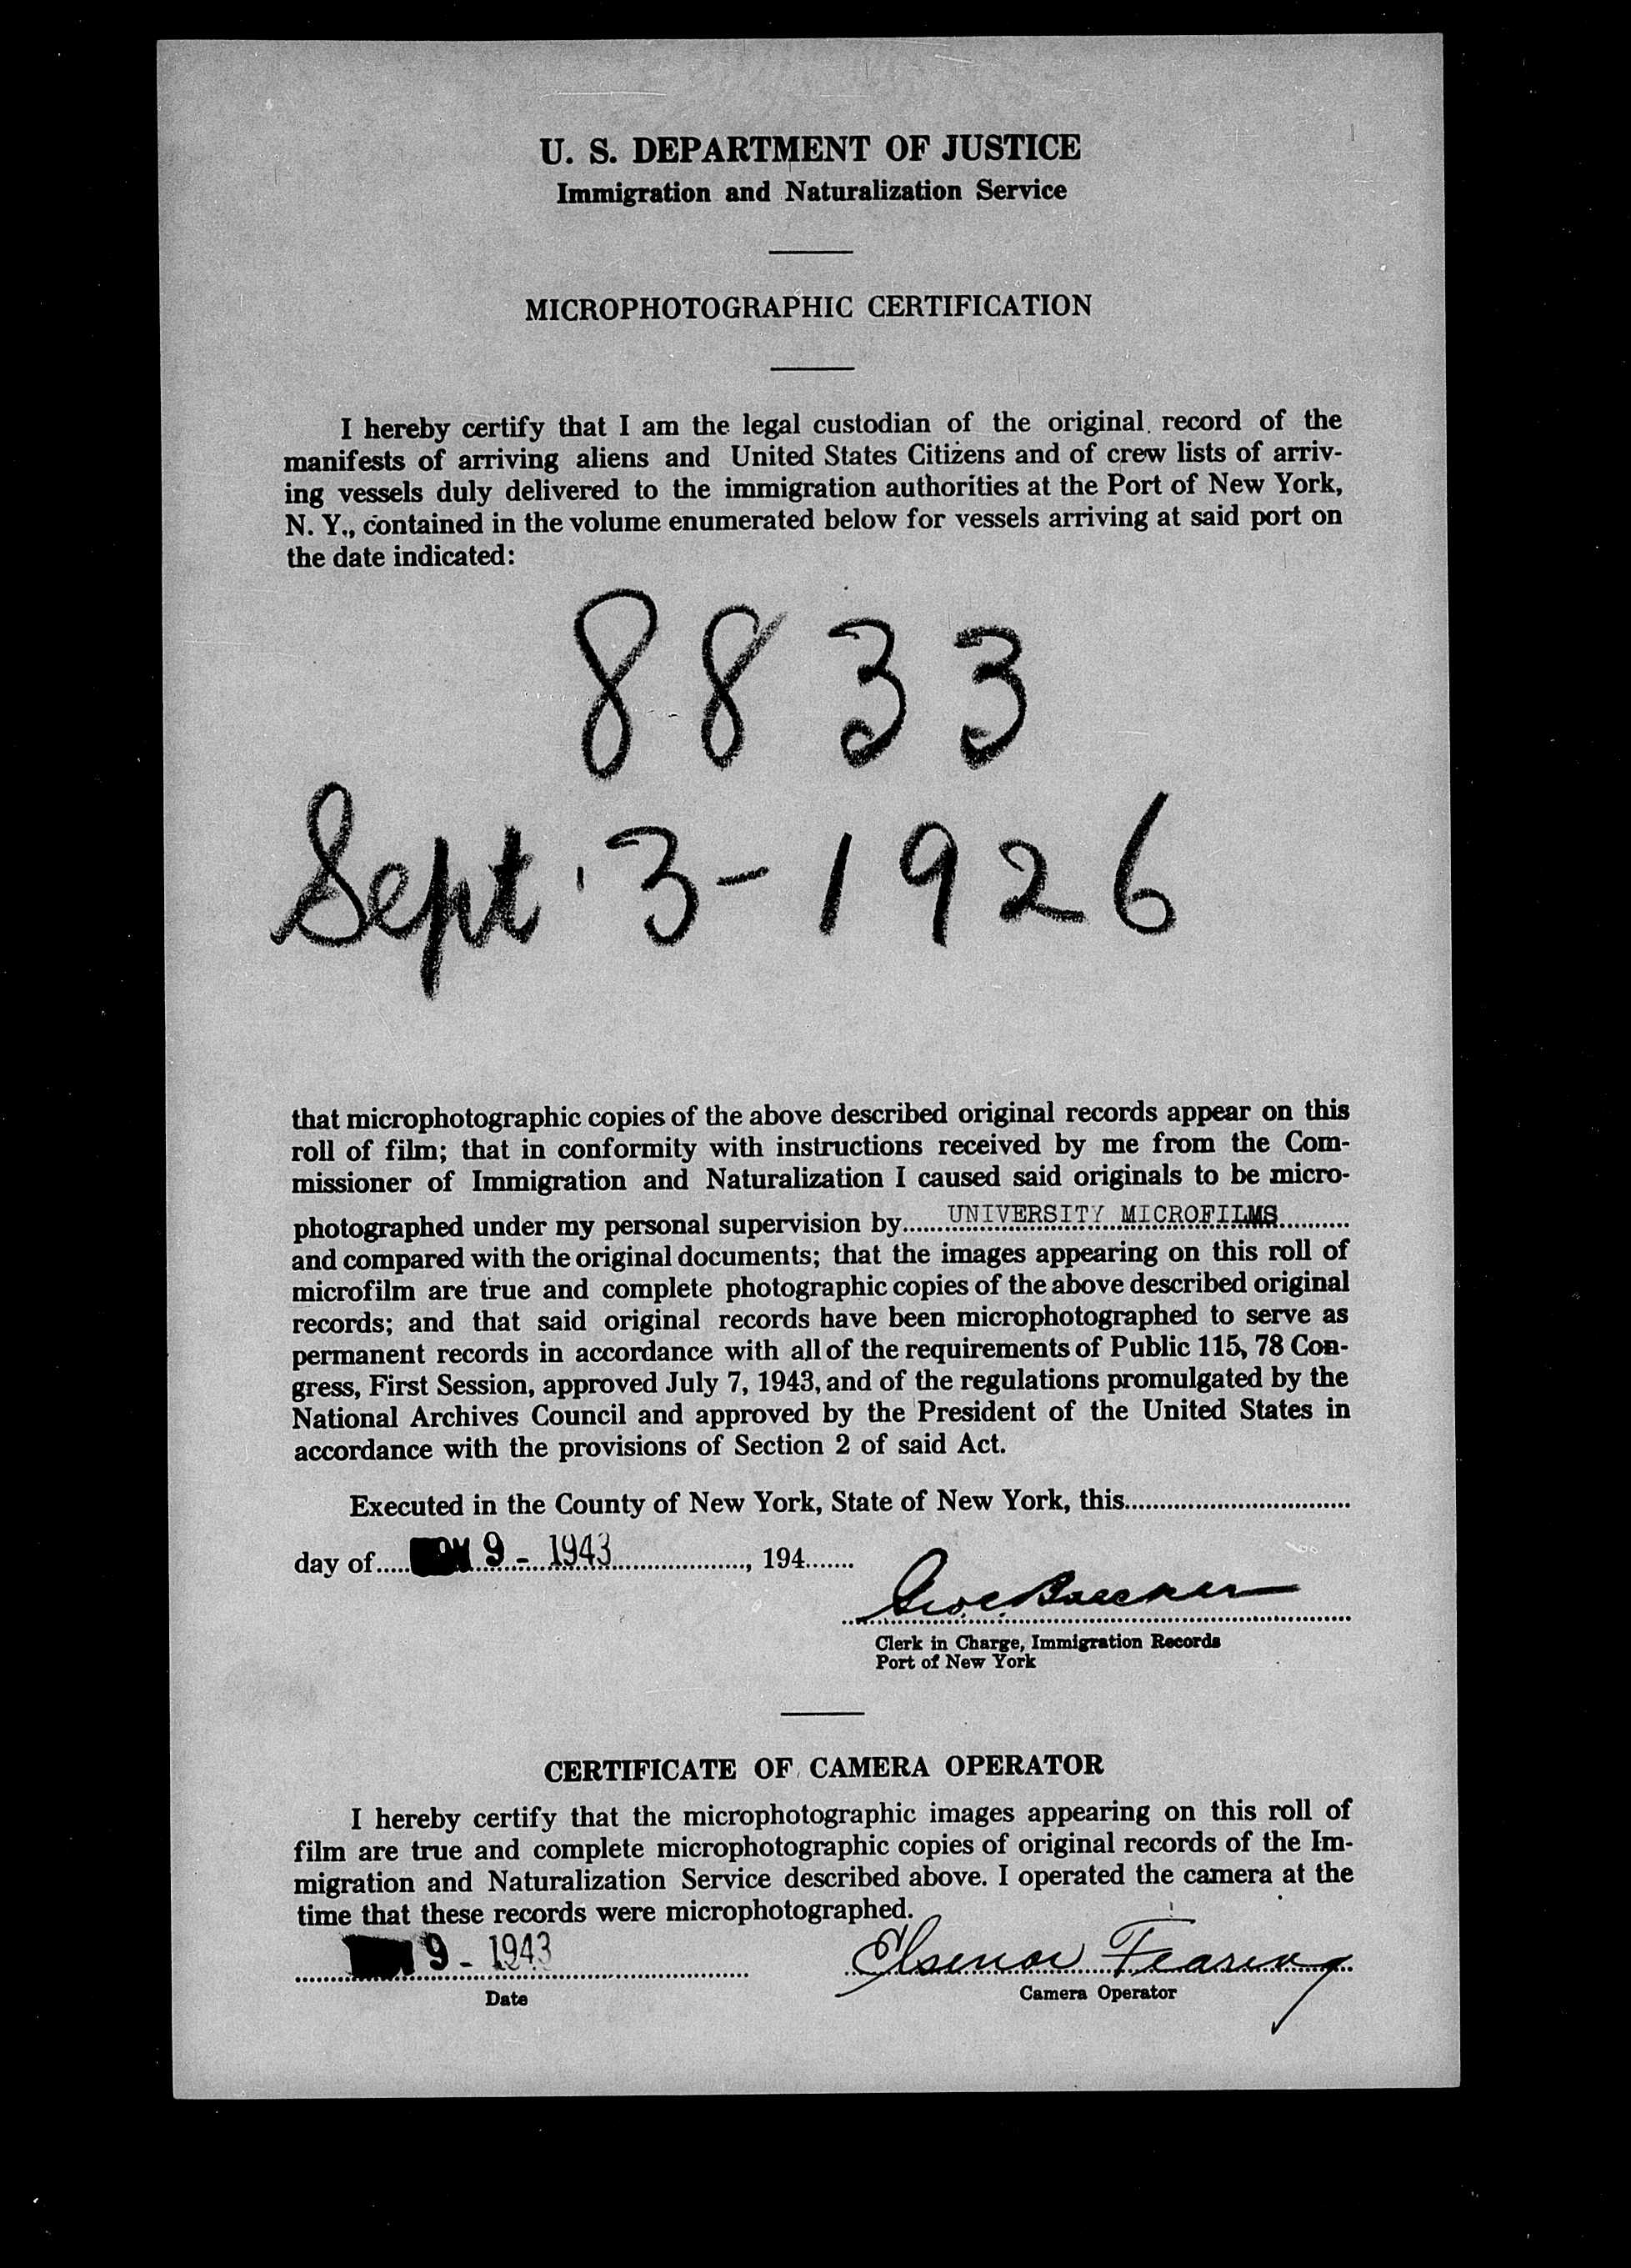 U. S. DEPARTMENT OF JUSTICE
Immigration and Naturalization Service
MICROPHOTOGRAPHIC CERTIFICATION
I hereby certify that I am the legal custodian of the original record of the
manifests of arriving aliens and United States Citizens and of crew lists of arriv-
ing vessels duly delivered to the immigration authorities at the Port of New York,
N. Y., contained in the volume enumerated below for vessels arriving at said port on
the date indicated:
8833
Sept. 3-1926
that microphotographic copies of the above described original records appear on this
roll of film; that in conformity with instructions received by me from the Com-
missioner of Immigration and Naturalization I caused said originals to be micro-
photographed under my personal supervision by UNIVERSITY MICROFILMS
and compared with the original documents; that the images appearing on this roll of
microfilm are true and complete photographic copies of the above described original
records; and that said original records have been microphotographed to serve as
permanent records in accordance with all of the requirements of Public 115, 78 Con-
gress, First Session, approved July 7, 1943, and of the regulations promulgated by the
National Archives Council and approved by the President of the United States in
accordance with the provisions of Section 2 of said Act.
Executed in the County of New York, State of New York, this
day of 9 - 1943, 194
Clerk in Charge, Immigration Records
Port of New York
CERTIFICATE OF CAMERA OPERATOR
I hereby certify that the microphotographic images appearing on this roll of
film are true and complete microphotographic copies of original records of the Im-
migration and Naturalization Service described above. I operated the camera at the
time that these records were microphotographed.
9 - 1943 Fearing
Date Camera Operator